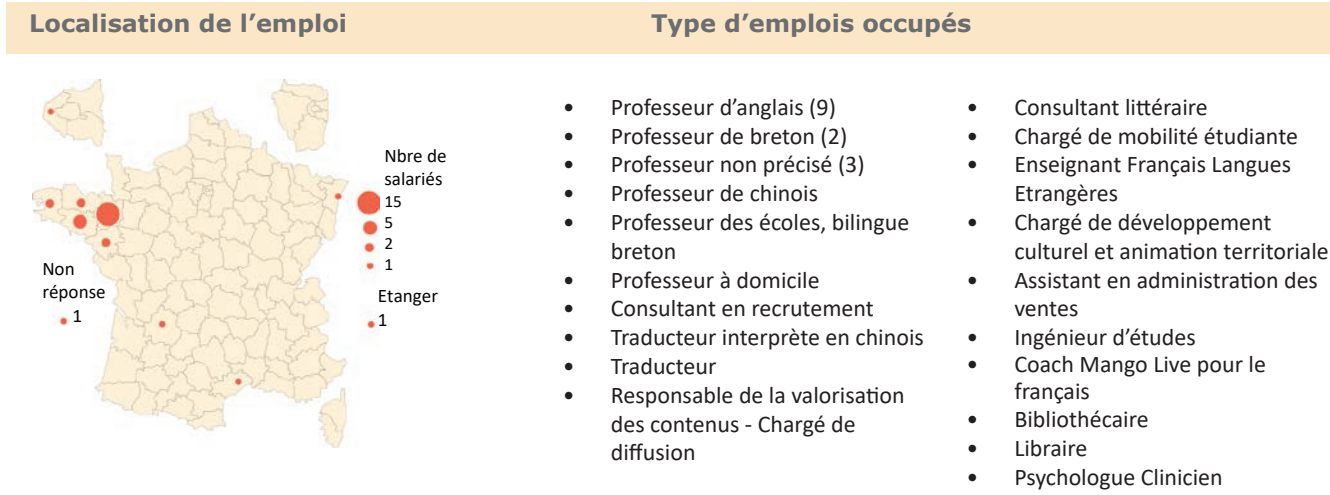 Localisation de l’emploi
Type d’emplois occupés
Nbre de
salariés
15
5
2
1
Non
réponse
1
Etanger
1
• Professeur d’anglais (9)
• Professeur de breton (2)
• Professeur non précisé (3)
• Professeur de chinois
• Professeur des écoles, bilingue
breton
• Professeur à domicile
• Consultant en recrutement
• Traducteur interprète en chinois
• Traducteur
• Responsable de la valorisation
des contenus - Chargé de
diffusion
• Consultant littéraire
• Chargé de mobilité étudiante
• Enseignant Français Langues
Etrangères
• Chargé de développement
culturel et animation territoriale
• Assistant en administration des
ventes
• Ingénieur d’études
• Coach Mango Live pour le
français
• Bibliothécaire
• Libraire
• Psychologue Clinicien